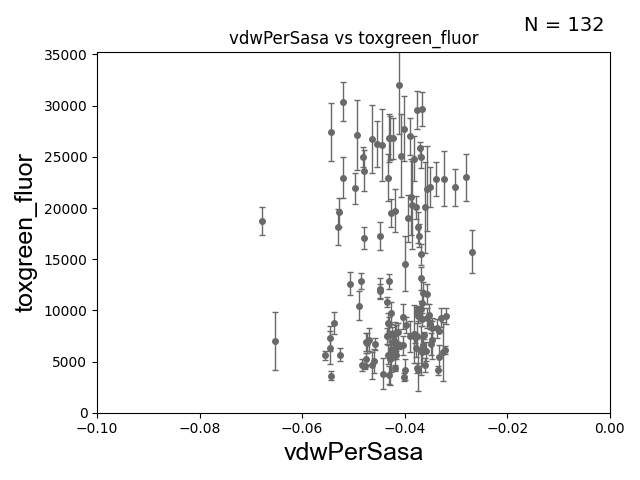 N = 132
vdwPerSasa vs toxgreen_fluor
toxgreen_fluor
35000
30000
25000
20000
15000
10000
5000
0
−0.10 −0.08 −0.06 −0.04 −0.02 0.00
vdwPerSasa